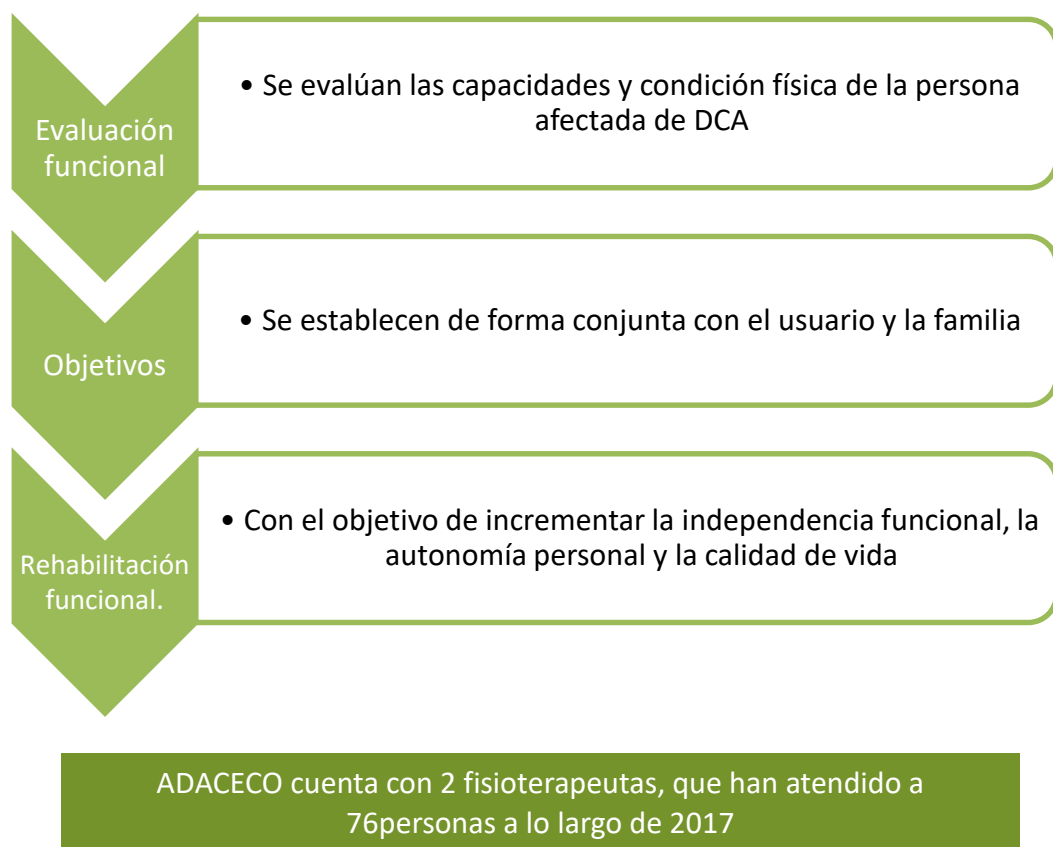 Evaluación
funcional
• Se evalúan las capacidades y condición física de la persona
afectada de DCA
Objetivos
• Se establecen de forma conjunta con el usuario y la familia
Rehabilitación
funcional.
• Con el objetivo de incrementar la independencia funcional, la
autonomía personal y la calidad de vida
ADACECO cuenta con 2 fisioterapeutas, que han atendido a
76personas a lo largo de 2017